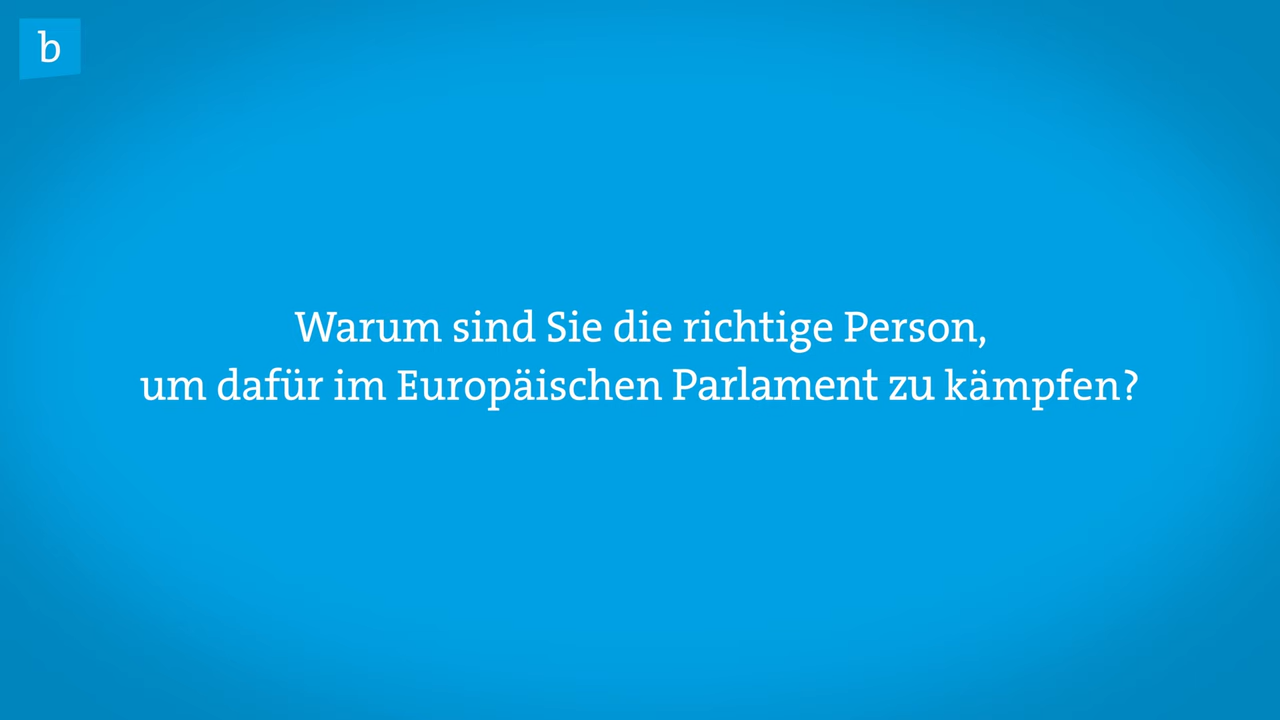 b
Warum sind Sie die richtige Person,
um dafür im Europäischen Parlament zu kämpfen?